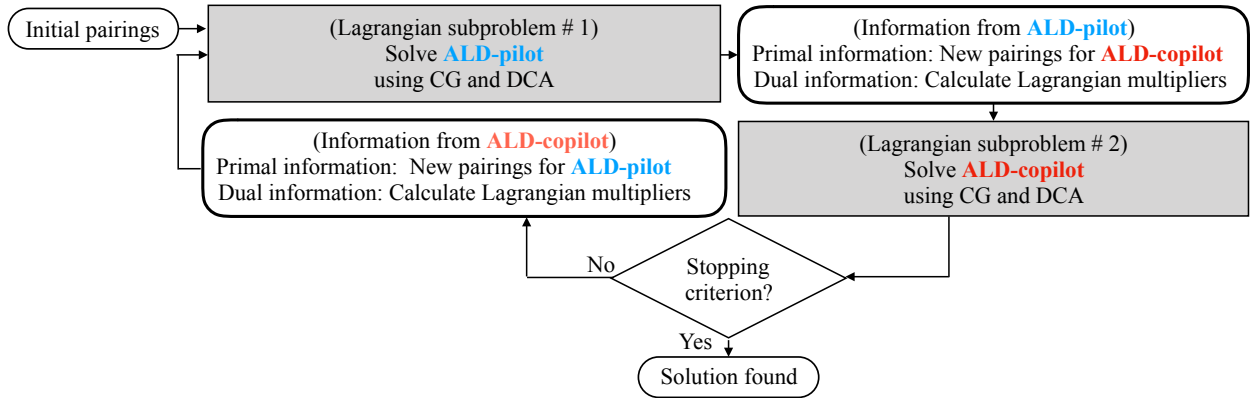 Initial pairings
(Lagrangian subproblem # 1)
Solve ALD-pilot
using CG and DCA
(Information from ALD-pilot)
Primal information: New pairings for ALD-copilot
Dual information: Calculate Lagrangian multipliers
(Lagrangian subproblem # 2)
Solve ALD-copilot
using CG and DCA
Stopping
criterion?
No
(Information from ALD-copilot)
Primal information: New pairings for ALD-pilot
Dual information: Calculate Lagrangian multipliers
Yes
Solution found